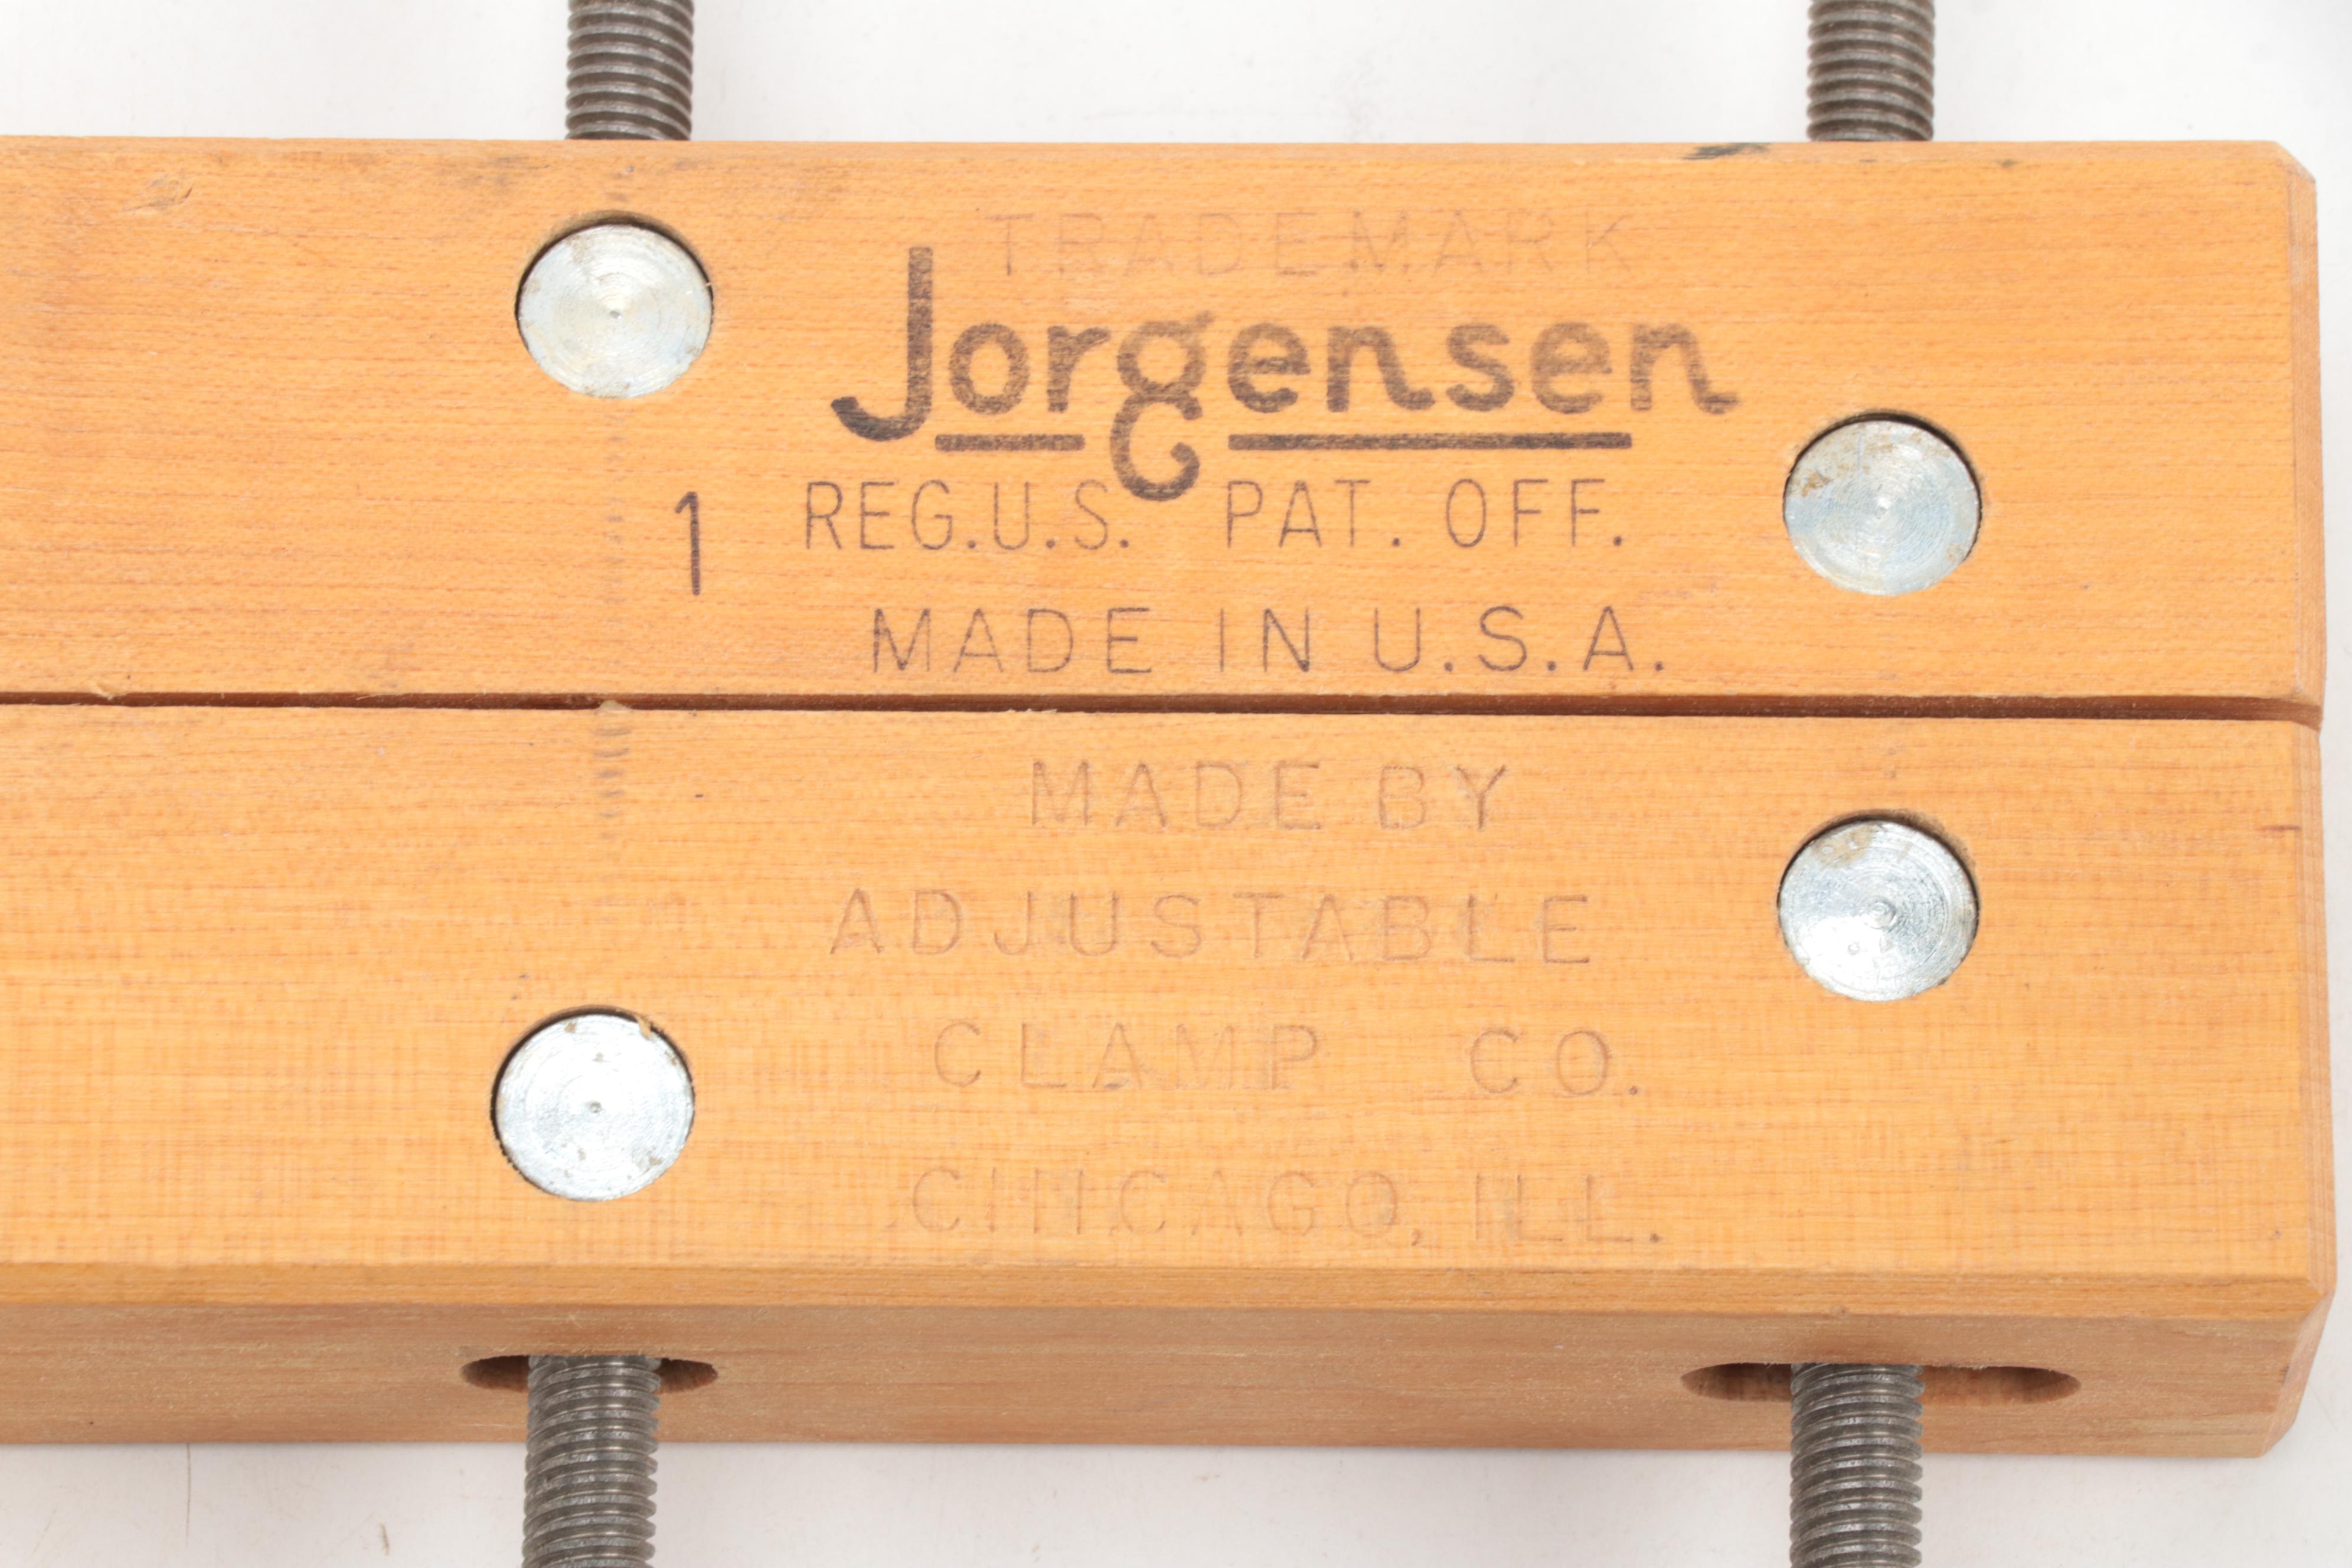 TRADEMARK
Jorgensen
1 REG.U.S. PAT. OFF.
MADE IN U.S.A.
MADE BY
ADJUSTABLE
CLAMP CO.
CHICAGO, ILL.